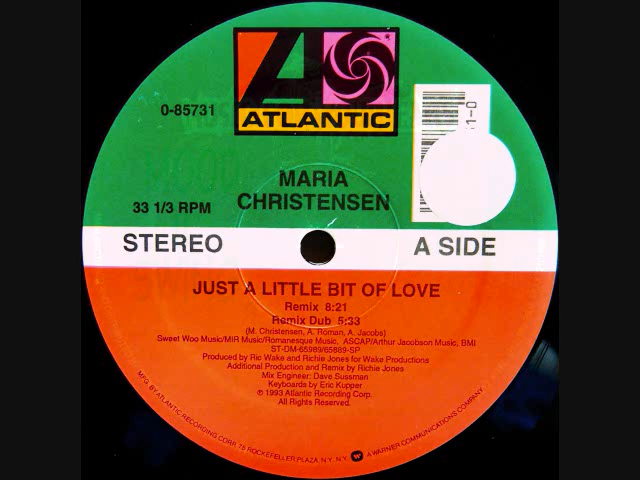 ATLANTIC
0-85731
MARIA
CHRISTENSEN
33 1/3 RPM
STEREO
A SIDE
JUST A LITTLE BIT OF LOVE
Remix 8:21
Remix Dub 5:33
(M. Christensen, A. Roman, A. Jacobs)
Sweet Woo Music/MIR Music/Romanesque Music, ASCAP/Arthur Jacobson Music, BMI
ST-DM-65989/65889-SP
Produced by Ric Wake and Richie Jones for Wake Productions
Additional Production and Remix by Richie Jones
Mix Engineer: Dave Sussman
Keyboards by Eric Kupper
℗ 1993 Atlantic Recording Corp.
All Rights Reserved.
MFG. BY ATLANTIC RECORDING CORP. 75 ROCKEFELLER PLAZA, N.Y. N.Y. A WARNER COMMUNICATIONS COMPANY